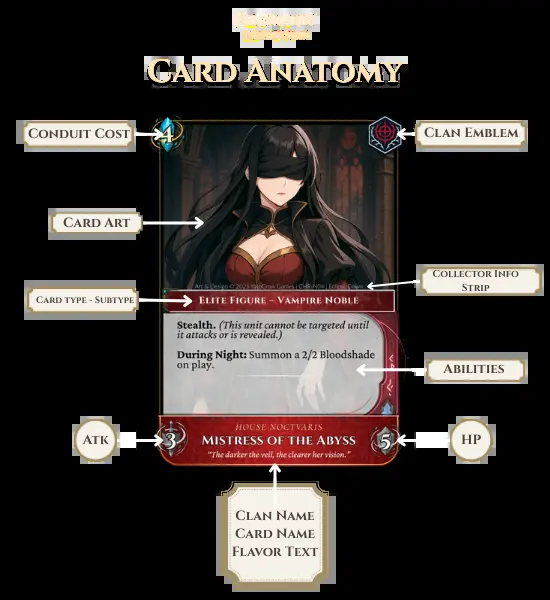 CARD ANATOMY
CONDUIT COST
4
CLAN EMBLEM
CARD ART
COLLECTOR INFO
STRIP
CARD TYPE - SUBTYPE
ELITE FIGURE – VAMPIRE NOBLE
Stealth. (This unit cannot be targeted until
it attacks or is revealed.)
During Night: Summon a 2/2 Bloodshade
on play.
ABILITIES
ATK
3
HOUSE NOCTVARIS
MISTRESS OF THE ABYSS
"The darker the veil, the clearer her vision."
5
HP
CLAN NAME
CARD NAME
FLAVOR TEXT